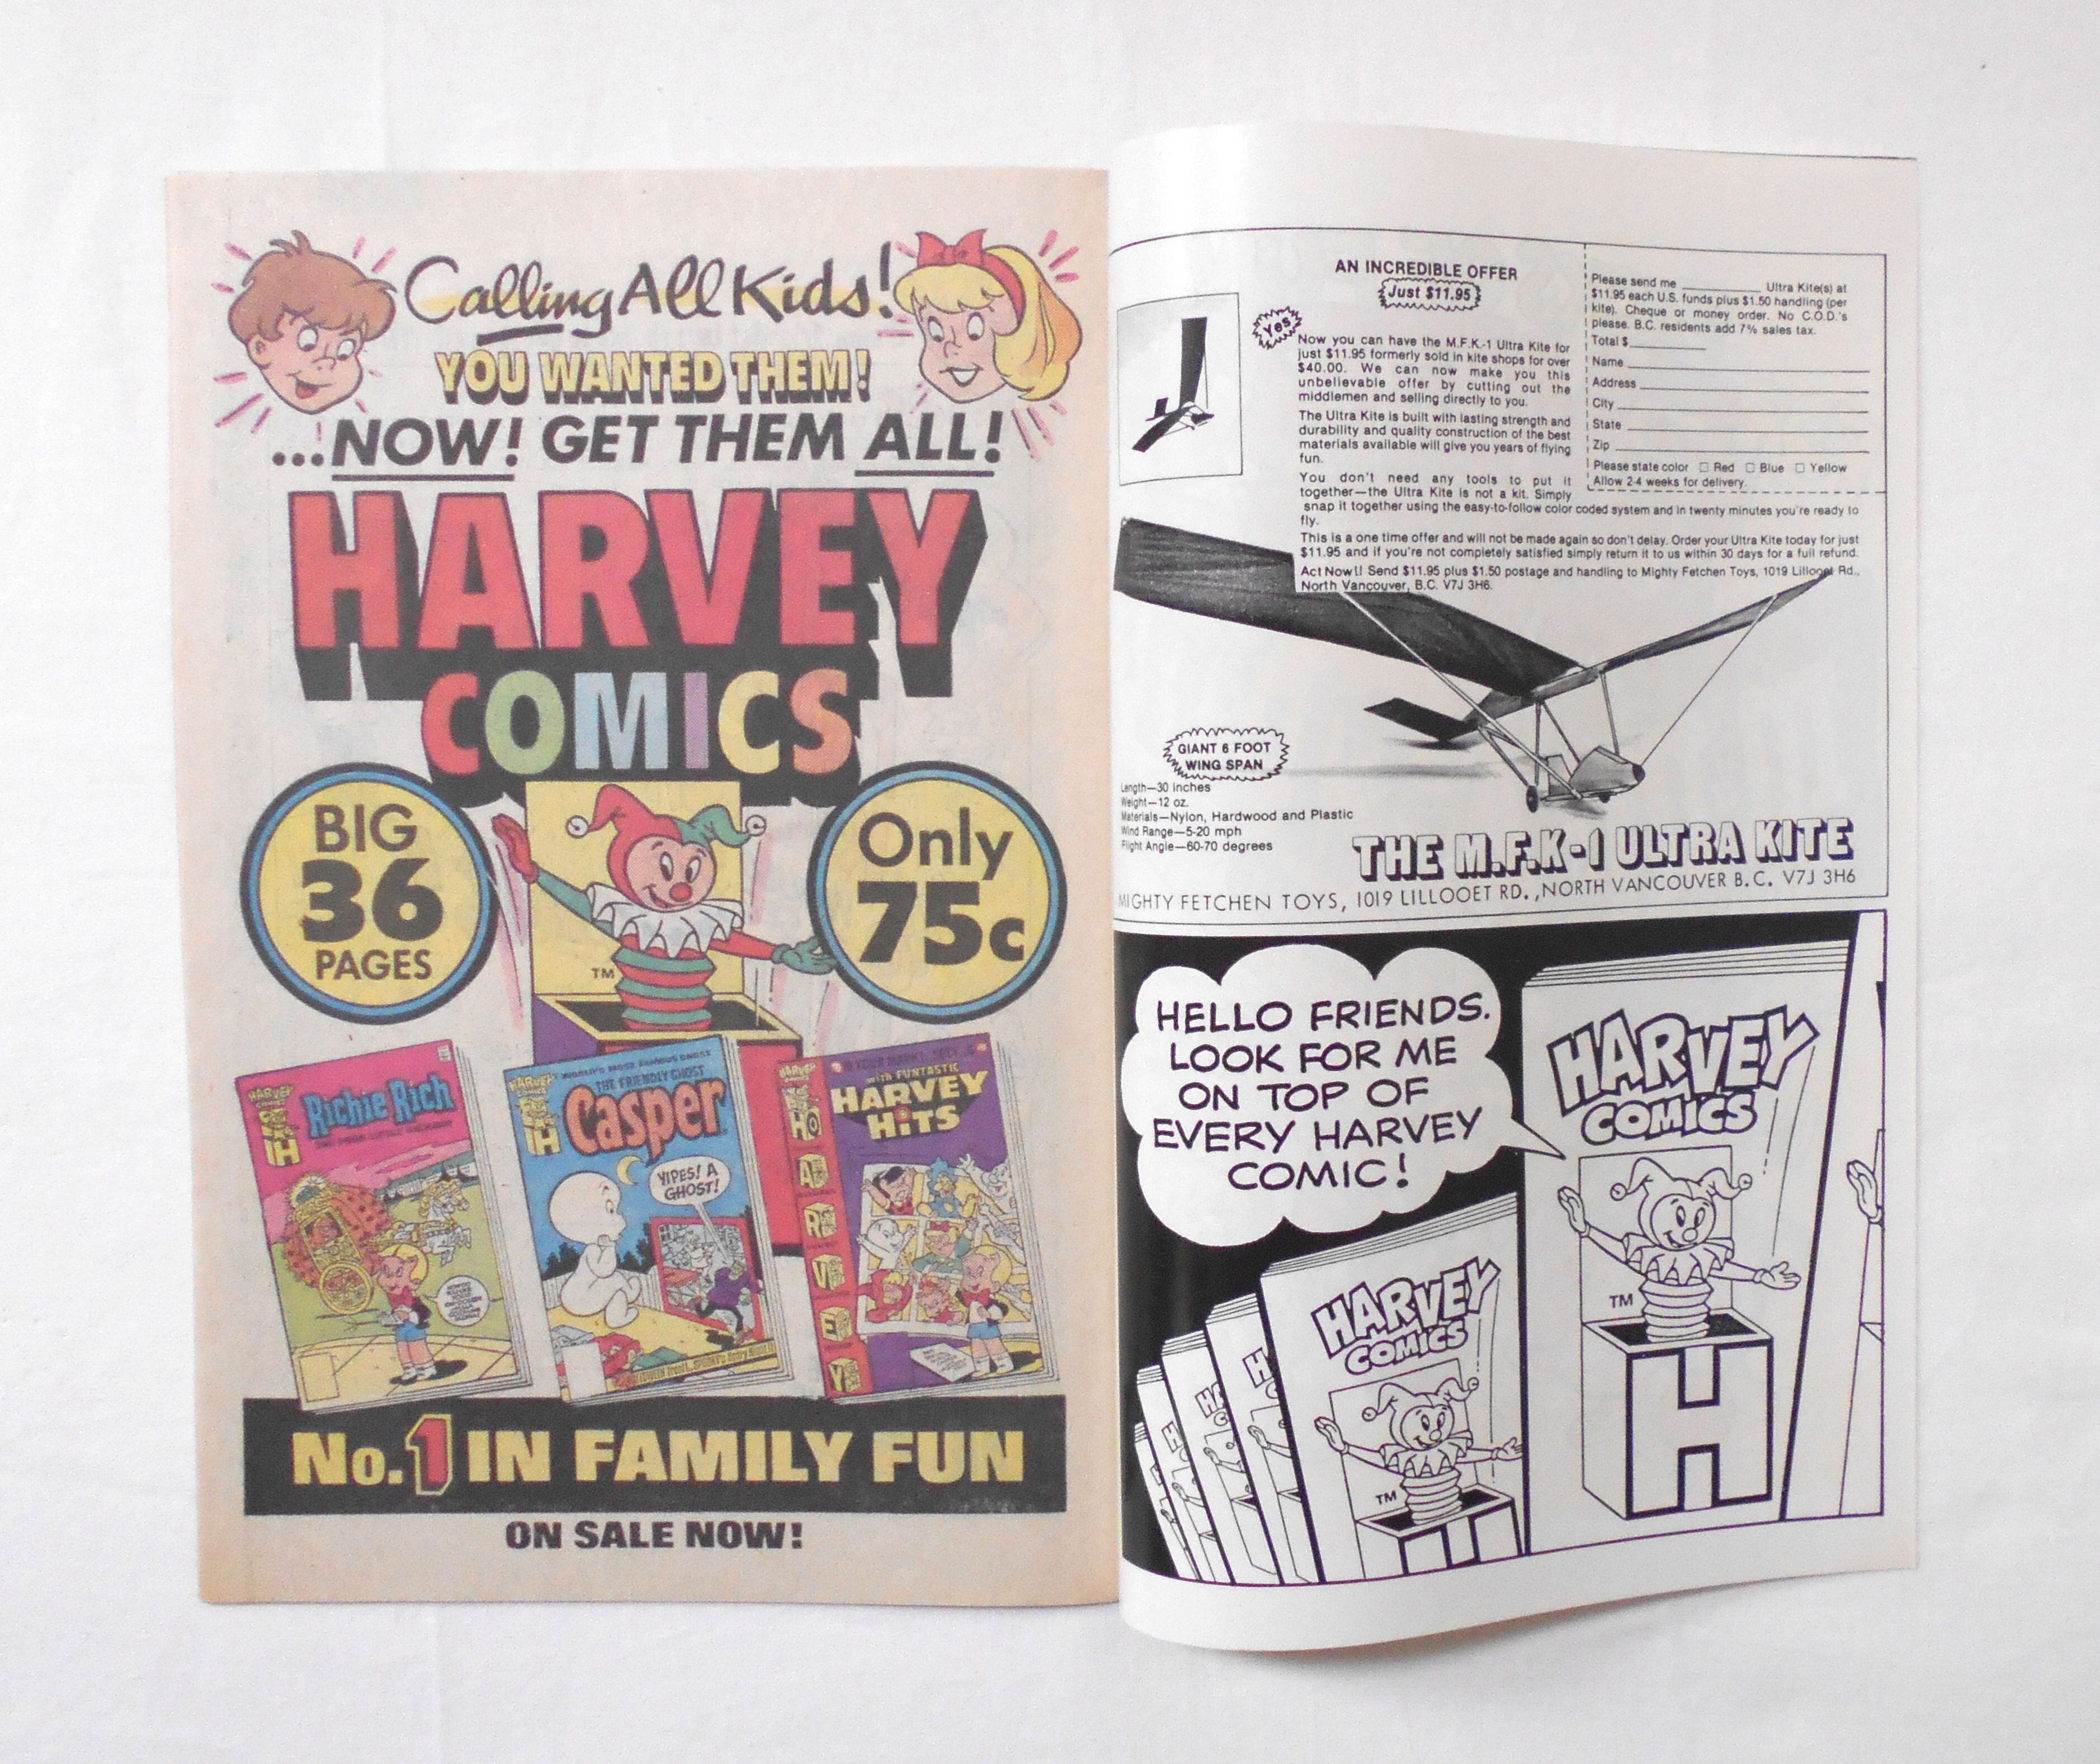 Calling All Kids!
YOU WANTED THEM!
...NOW! GET THEM ALL!
HARVEY
COMICS
BIG
36
PAGES
Only
75c
TM
HARVEY
COMICS
H
Richie Rich
HARVEY
COMICS
H
WORLD'S MOST FAMOUS GHOST
THE FRIENDLY GHOST
Casper
YIPES! A
GHOST!
HARVEY
COMICS
with FUNTASTIC
HARVEY
HiTS
H
A
R
V
E
Y
No. 1 IN FAMILY FUN
ON SALE NOW!
AN INCREDIBLE OFFER
Just $11.95
Yes
Now you can have the M.F.K.-1 Ultra Kite for
just $11.95 formerly sold in kite shops for over
$40.00. We can now make you this
unbelievable offer by cutting out the
middlemen and selling directly to you.
The Ultra Kite is built with lasting strength and
durability and quality construction of the best
materials available will give you years of flying
fun.
You don't need any tools to put it
together—the Ultra Kite is not a kit. Simply
snap it together using the easy-to-follow color coded system and in twenty minutes you're ready to
fly.
This is a one time offer and will not be made again so don't delay. Order your Ultra Kite today for just
$11.95 and if you're not completely satisfied simply return it to us within 30 days for a full refund.
Act Now!! Send $11.95 plus $1.50 postage and handling to Mighty Fetchen Toys, 1019 Lillooet Rd.,
North Vancouver, B.C. V7J 3H6.
Please send me ____________ Ultra Kite(s) at
$11.95 each U.S. funds plus $1.50 handling (per
kite). Cheque or money order. No C.O.D.'s
please. B.C. residents add 7% sales tax.
Total $
Name
Address
City
State
Zip
Please state color □ Red □ Blue □ Yellow
Allow 2-4 weeks for delivery.
GIANT 6 FOOT
WING SPAN
Length—30 inches
Weight—12 oz.
Materials—Nylon, Hardwood and Plastic
Wind Range—5-20 mph
Flight Angle—60-70 degrees
THE M.F.K-1 ULTRA KITE
MIGHTY FETCHEN TOYS, 1019 LILLOOET RD., NORTH VANCOUVER B.C. V7J 3H6
HELLO FRIENDS.
LOOK FOR ME
ON TOP OF
EVERY HARVEY
COMIC!
HARVEY
COMICS
TM
H
HARVEY
COMICS
TM